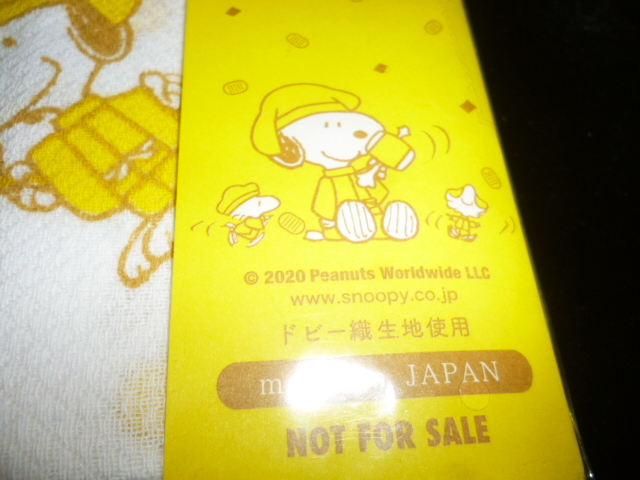 © 2020 Peanuts Worldwide LLC
www.snoopy.co.jp
ドビー織生地使用
JAPAN
NOT FOR SALE